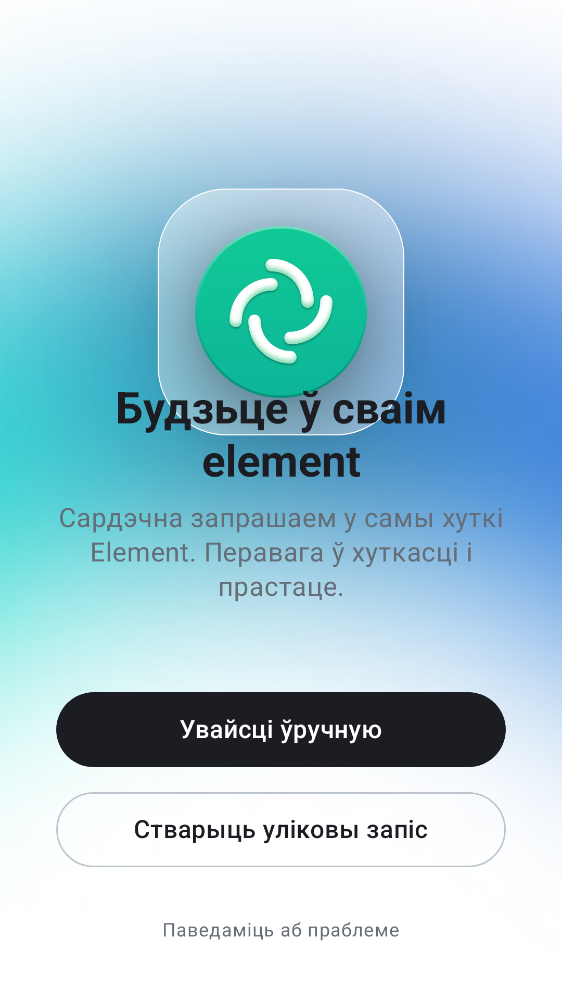 Будзьце ў сваім
element
Сардэчна запрашаем у самы хуткі
Element. Перавага ў хуткасці і
прастаце.
Увайсці ўручную
Стварыць уліковы запіс
Паведаміць аб праблеме